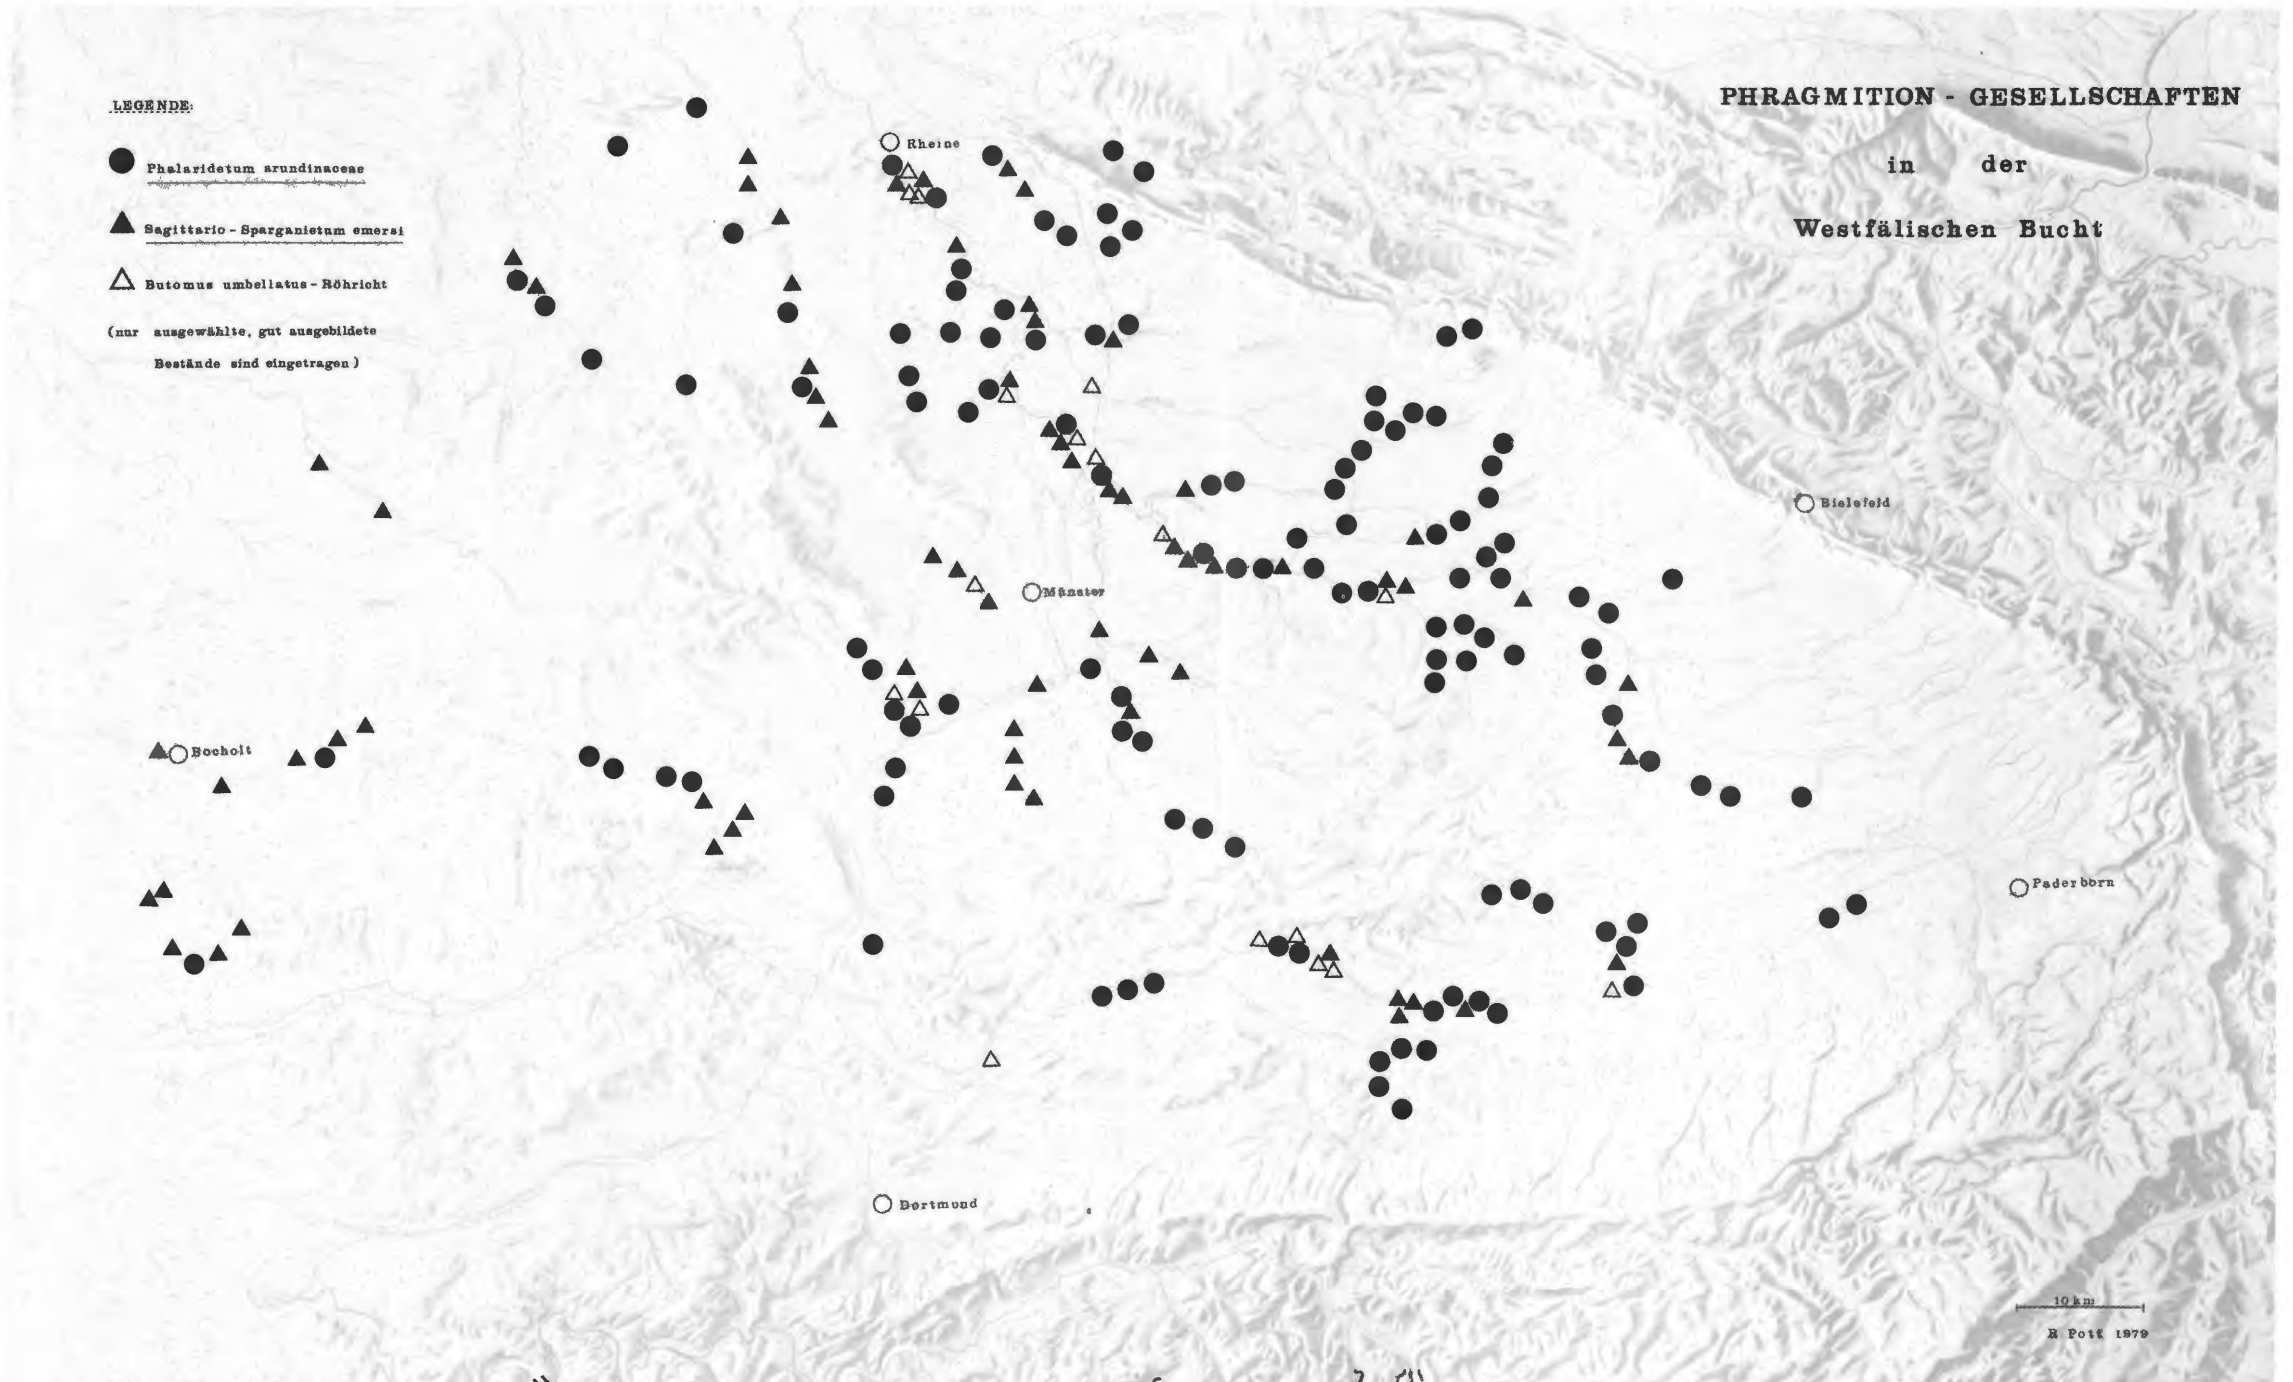 LEGENDE:
Phalaridetum arundinaceae
Sagittario - Sparganietum emersi
Butomus umbellatus - Röhricht
(nur ausgewählte, gut ausgebildete
Bestände sind eingetragen)
PHRAGMITION - GESELLSCHAFTEN
in der
Westfälischen Bucht
Rheine
Bielefeld
Münster
Bocholt
Paderborn
Dortmund
10 km
R Pott 1979